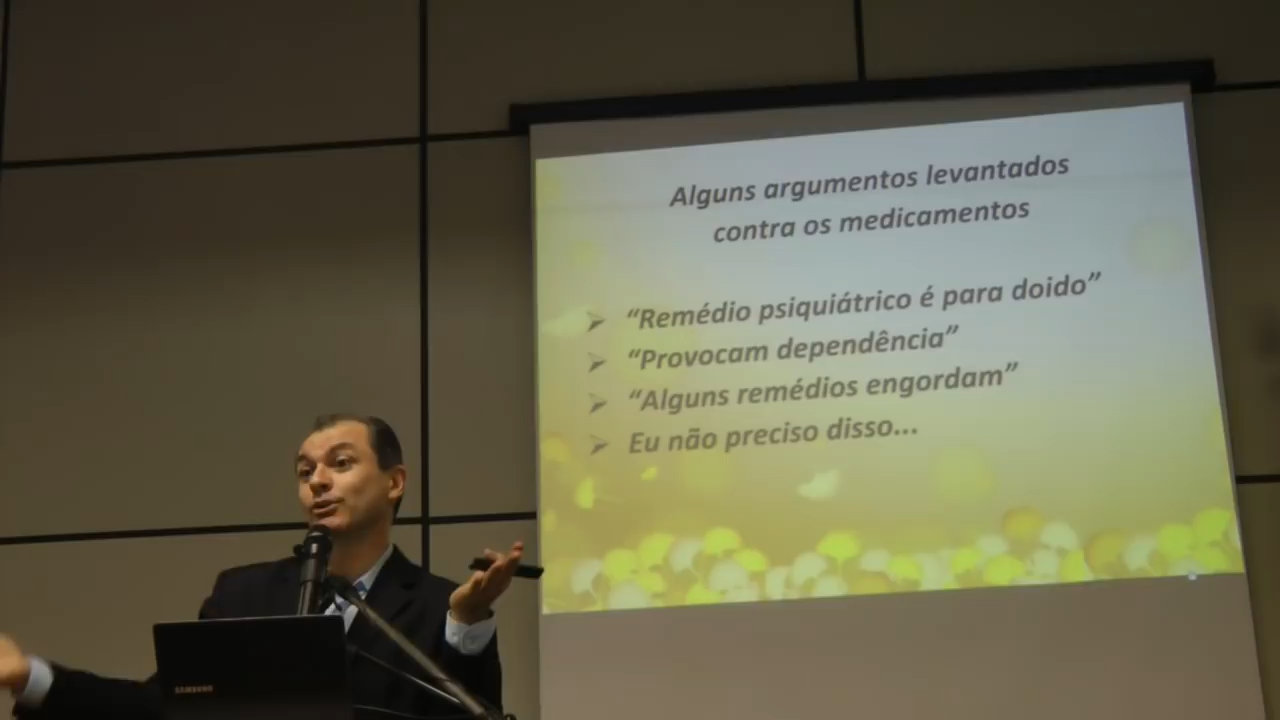 Alguns argumentos levantados
contra os medicamentos
“Remédio psiquiátrico é para doido”
“Provocam dependência”
“Alguns remédios engordam”
Eu não preciso disso...
SAMSUNG